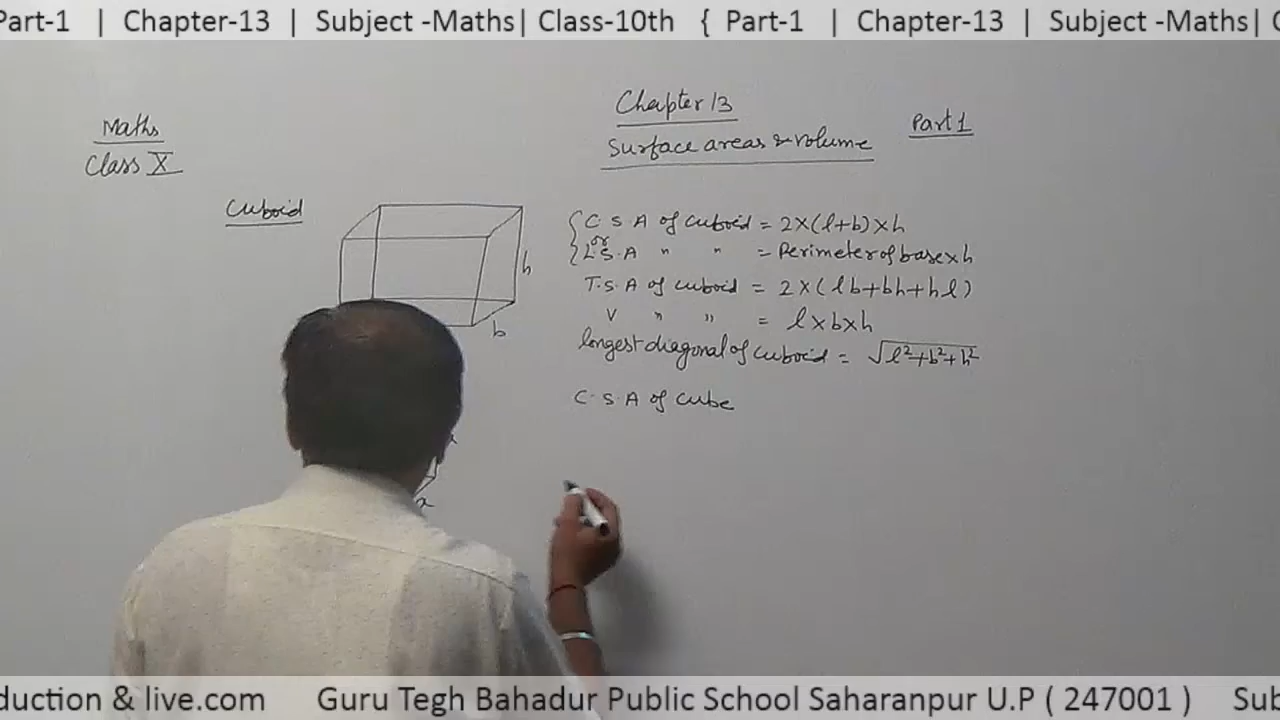 Part-1 | Chapter-13 | Subject -Maths| Class-10th { Part-1 | Chapter-13 | Subject -Maths| C
Maths
Class X
Chapter 13
Surface areas & volume
Part 1
Cuboid
h
b
{ C S A of cuboid = 2×(l+b)×h
or
L S. A " " = Perimeter of base×h
T. S. A of cuboid = 2×(lb+bh+hl)
V " " = l×b×h
longest diagonal of cuboid = √l²+b²+h²
C. S. A of cube
x
x
duction & live.com Guru Tegh Bahadur Public School Saharanpur U.P ( 247001 ) Sub